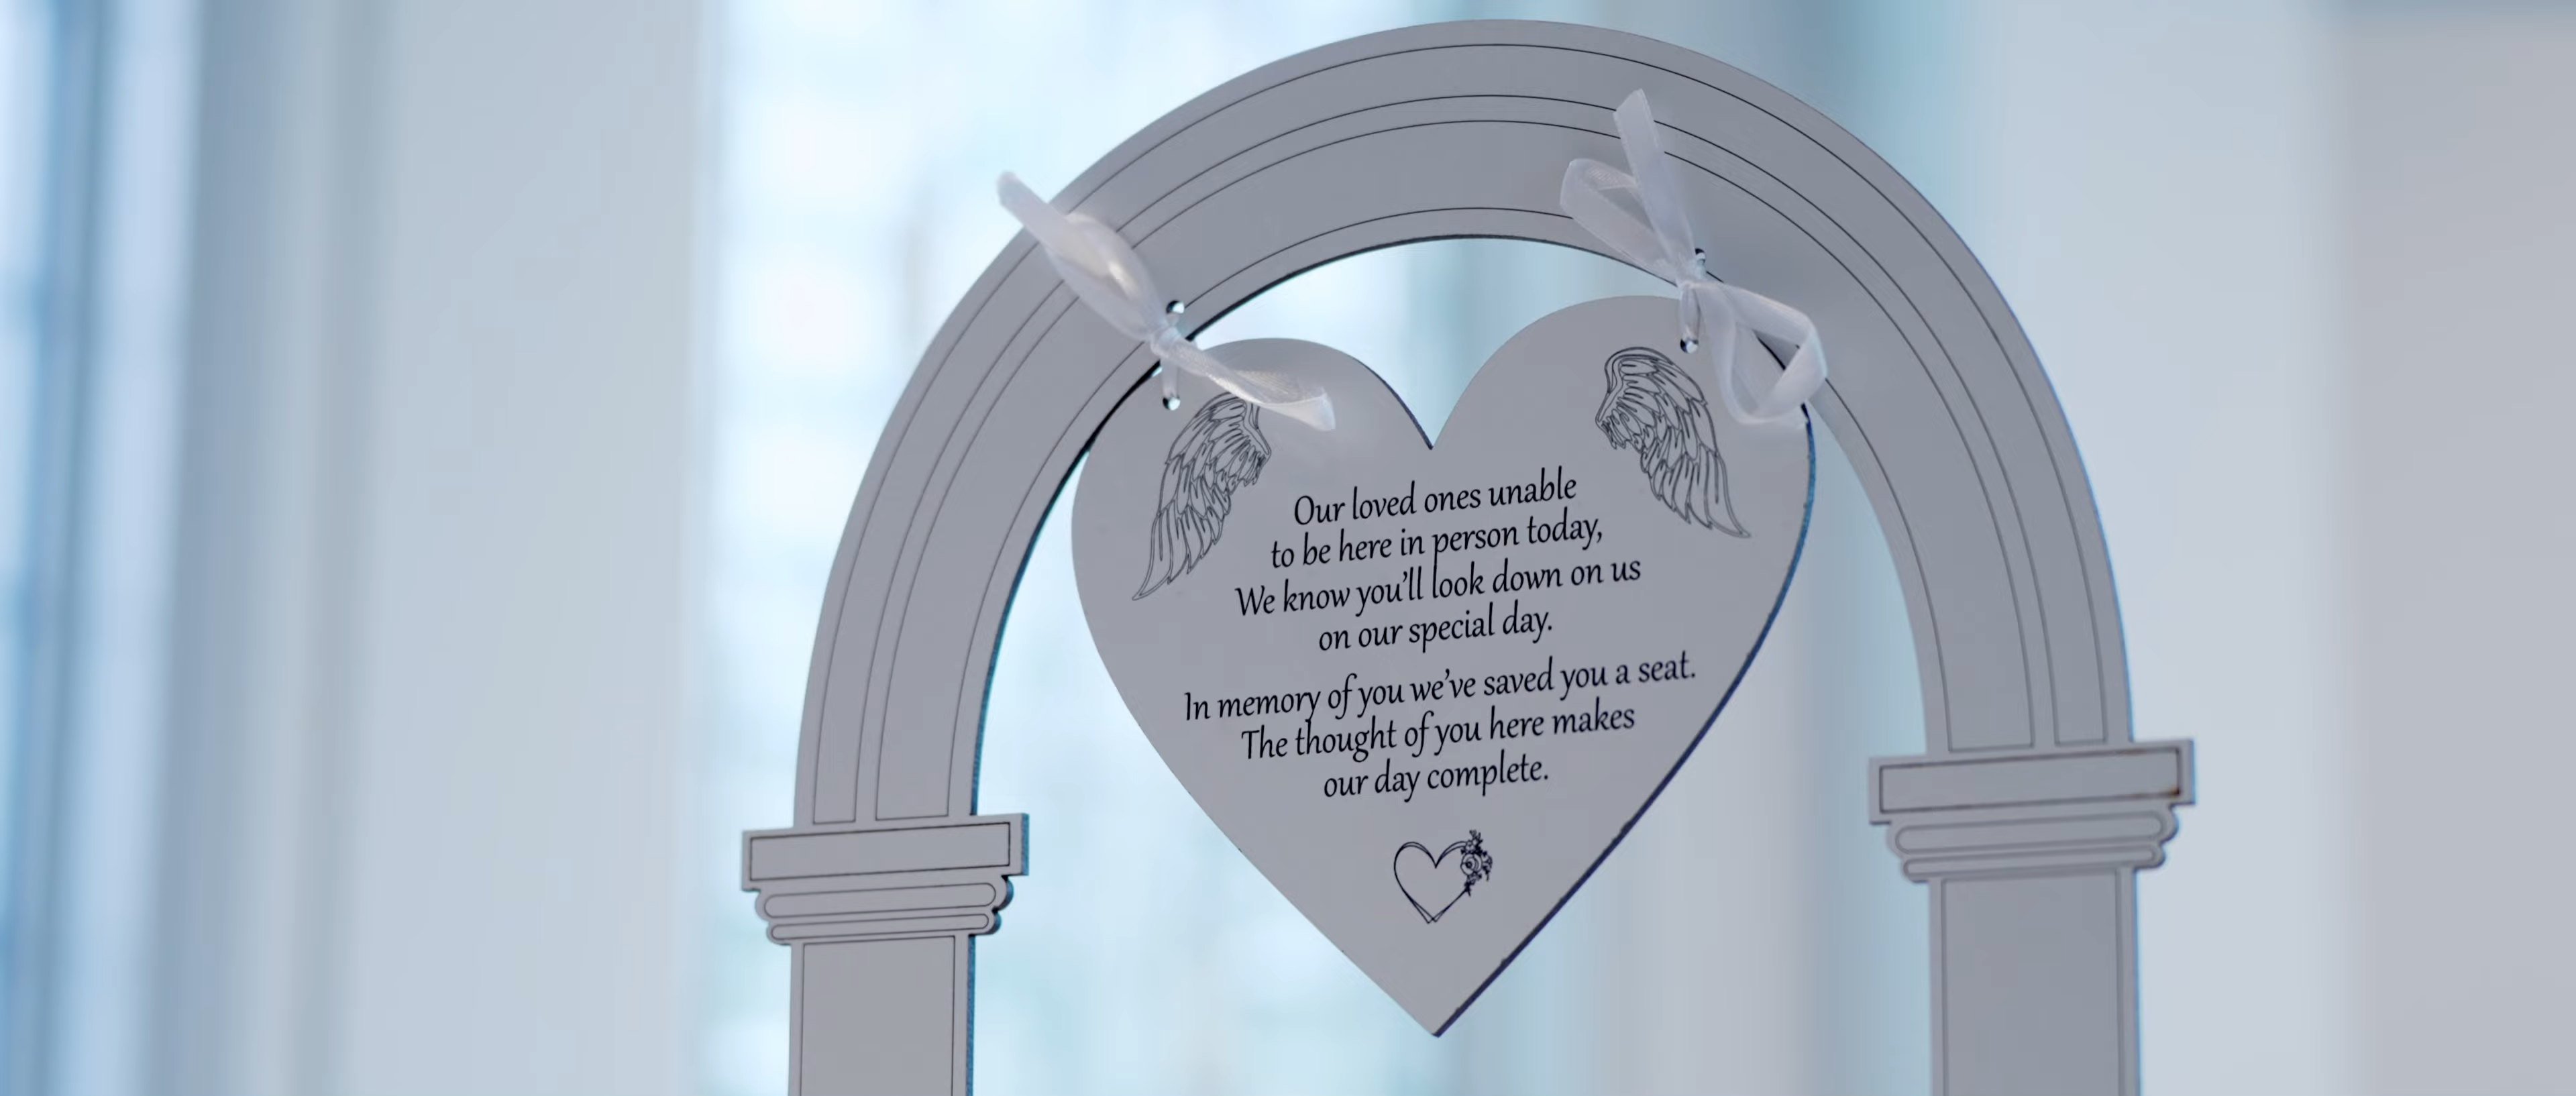 Our loved ones unable
to be here in person today,
We know you’ll look down on us
on our special day.
In memory of you we’ve saved you a seat.
The thought of you here makes
our day complete.